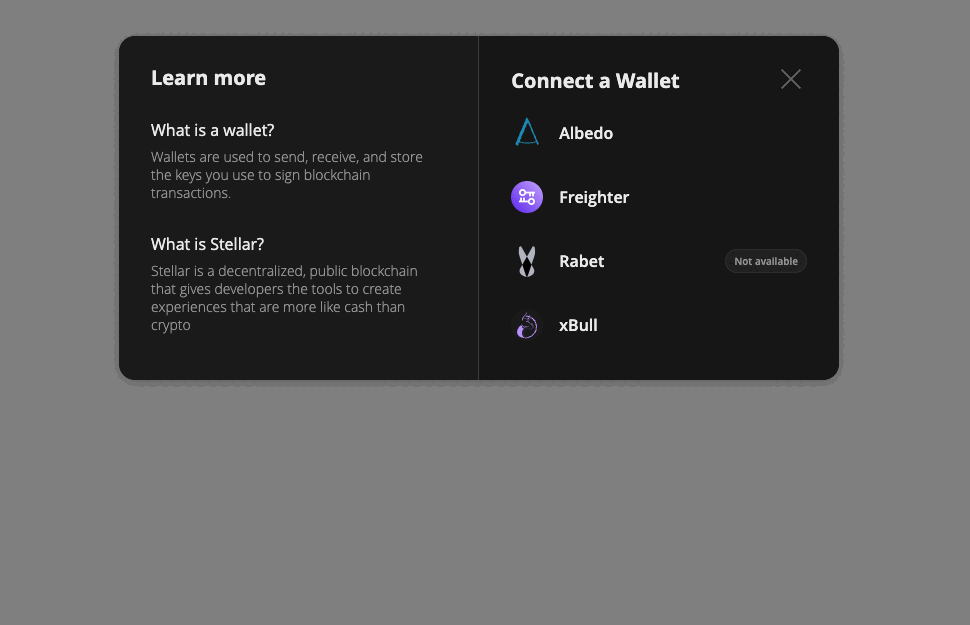 Learn more
What is a wallet?
Wallets are used to send, receive, and store
the keys you use to sign blockchain
transactions.
What is Stellar?
Stellar is a decentralized, public blockchain
that gives developers the tools to create
experiences that are more like cash than
crypto
Connect a Wallet
Albedo
Freighter
Rabet
Not available
xBull